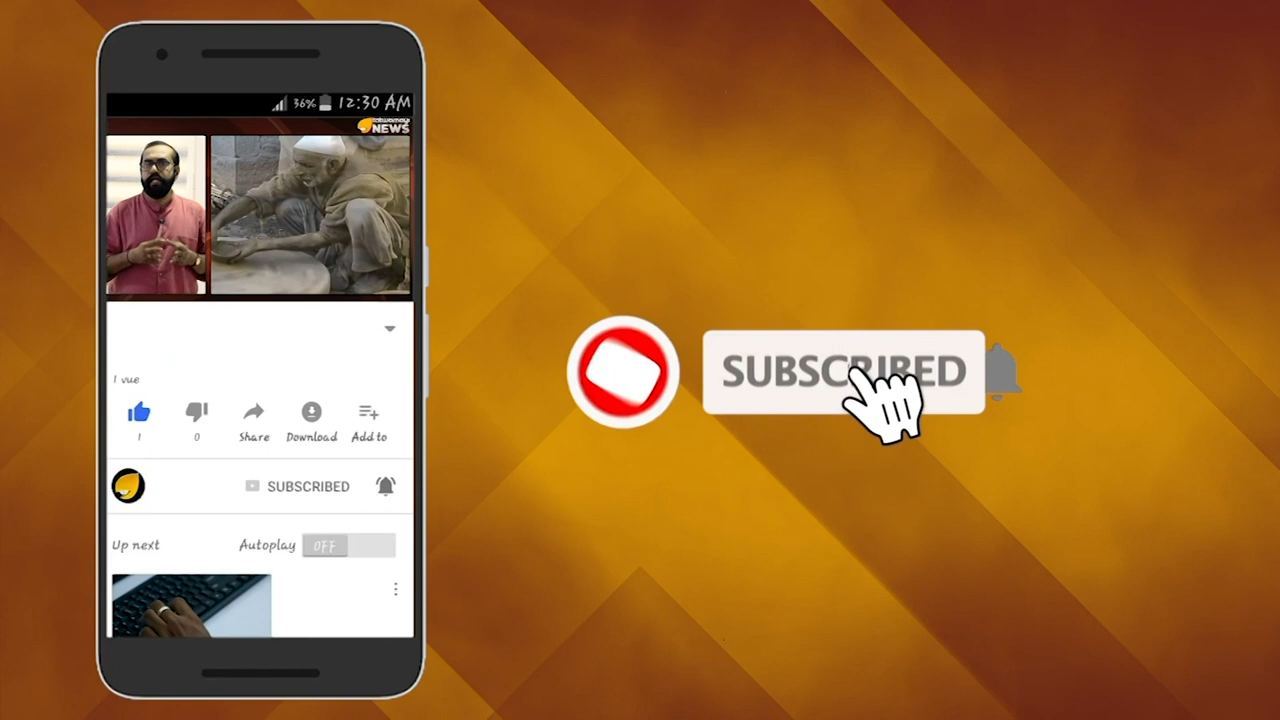 36% 12:30 AM
Tatwamayi
NEWS
1 vue
1 0 Share Download Add to
SUBSCRIBED
Up next Autoplay OFF
SUBSCRIBED